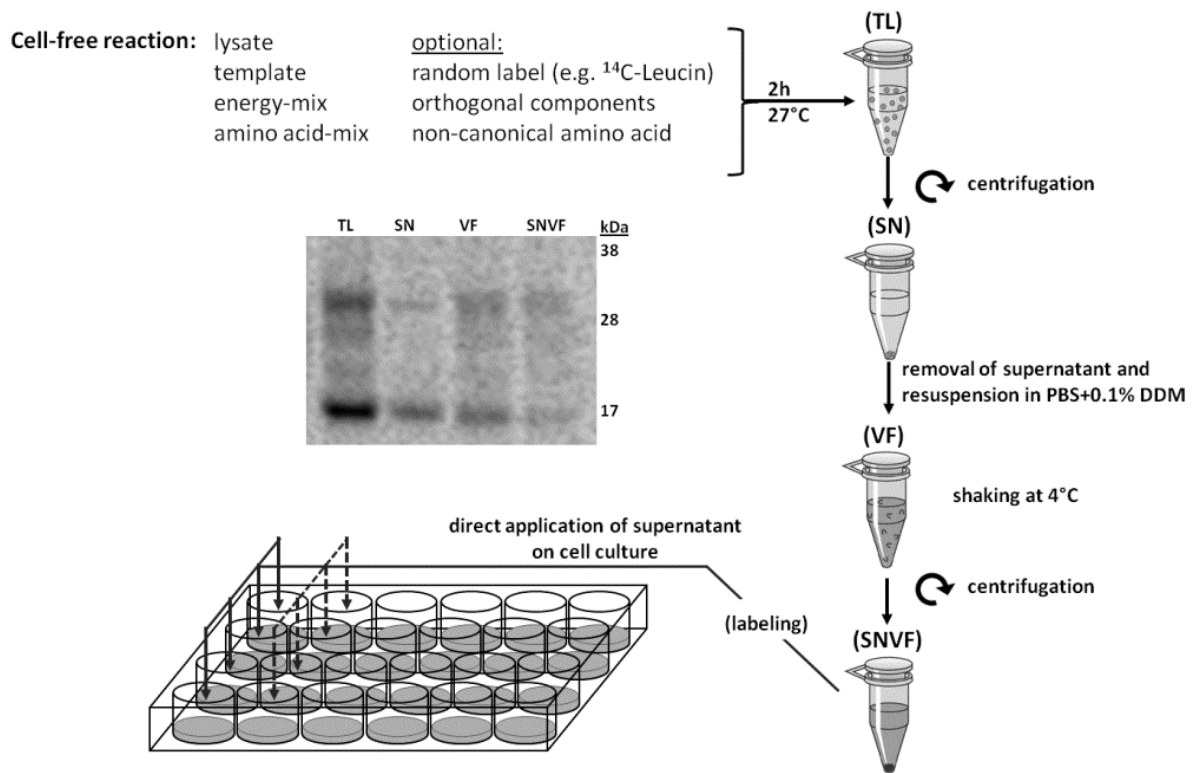 Cell-free reaction:
lysate
template
energy-mix
amino acid-mix
optional:
random label (e.g. ¹⁴C-Leucin)
orthogonal components
non-canonical amino acid
2h
27°C
(TL)
centrifugation
(SN)
removal of supernatant and
resuspension in PBS+0.1% DDM
(VF)
shaking at 4°C
centrifugation
(SNVF)
TL SN VF SNVF kDa
38
28
17
direct application of supernatant
on cell culture
(labeling)